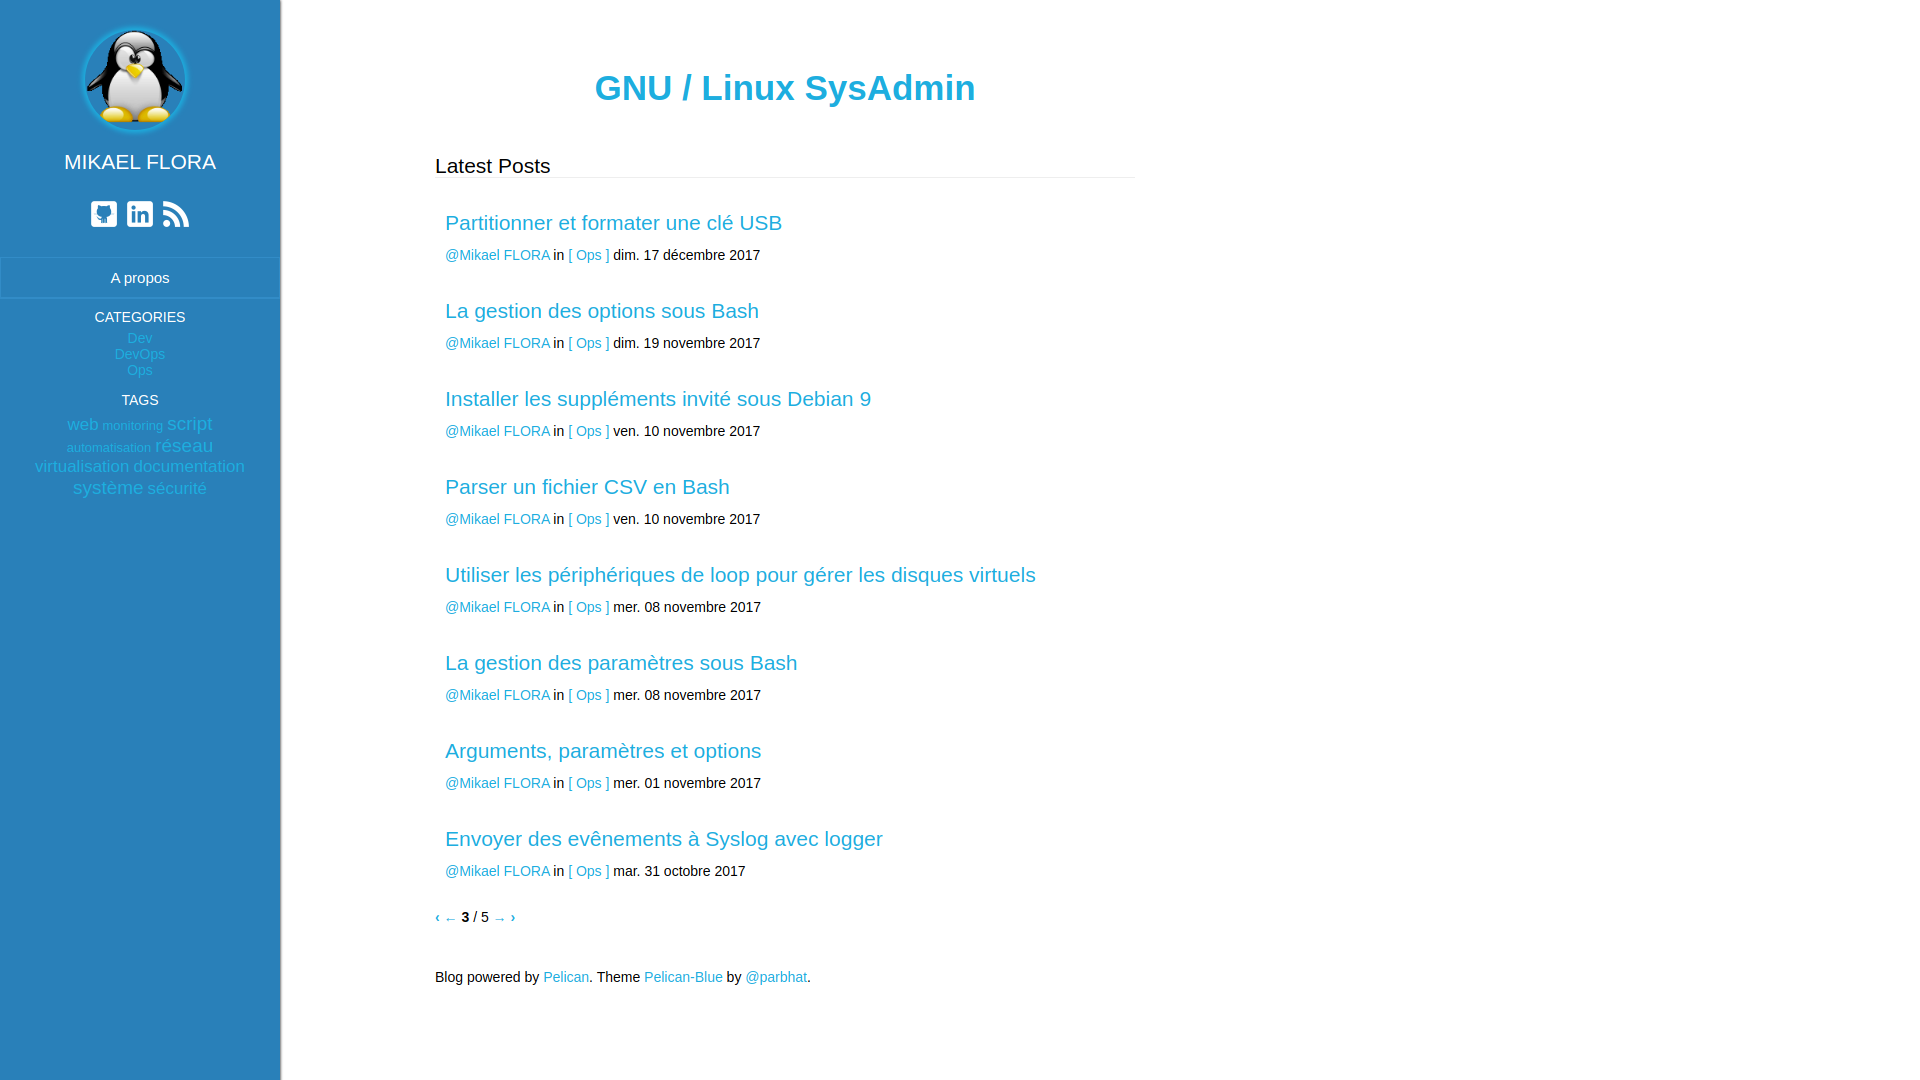 MIKAEL FLORA
A propos
CATEGORIES
Dev
DevOps
Ops
TAGS
web monitoring script
automatisation réseau
virtualisation documentation
système sécurité
GNU / Linux SysAdmin
Latest Posts
Partitionner et formater une clé USB
@Mikael FLORA in [ Ops ] dim. 17 décembre 2017
La gestion des options sous Bash
@Mikael FLORA in [ Ops ] dim. 19 novembre 2017
Installer les suppléments invité sous Debian 9
@Mikael FLORA in [ Ops ] ven. 10 novembre 2017
Parser un fichier CSV en Bash
@Mikael FLORA in [ Ops ] ven. 10 novembre 2017
Utiliser les périphériques de loop pour gérer les disques virtuels
@Mikael FLORA in [ Ops ] mer. 08 novembre 2017
La gestion des paramètres sous Bash
@Mikael FLORA in [ Ops ] mer. 08 novembre 2017
Arguments, paramètres et options
@Mikael FLORA in [ Ops ] mer. 01 novembre 2017
Envoyer des evênements à Syslog avec logger
@Mikael FLORA in [ Ops ] mar. 31 octobre 2017
‹ ← 3 / 5 → ›
Blog powered by Pelican. Theme Pelican-Blue by @parbhat.